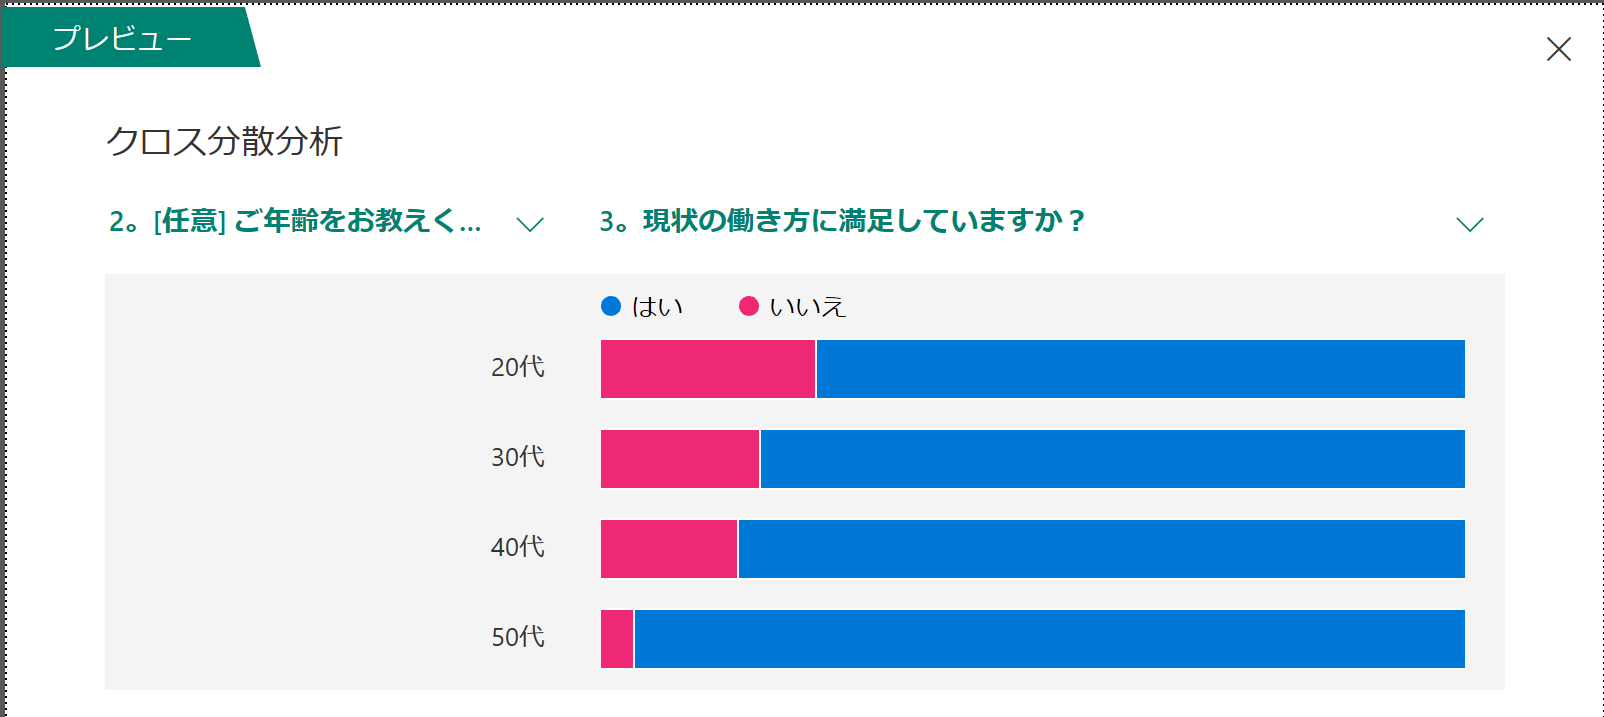 プレビュー
クロス分散分析
2。[任意] ご年齢をお教えく...
3。現状の働き方に満足していますか？
はい
いいえ
20代
30代
40代
50代